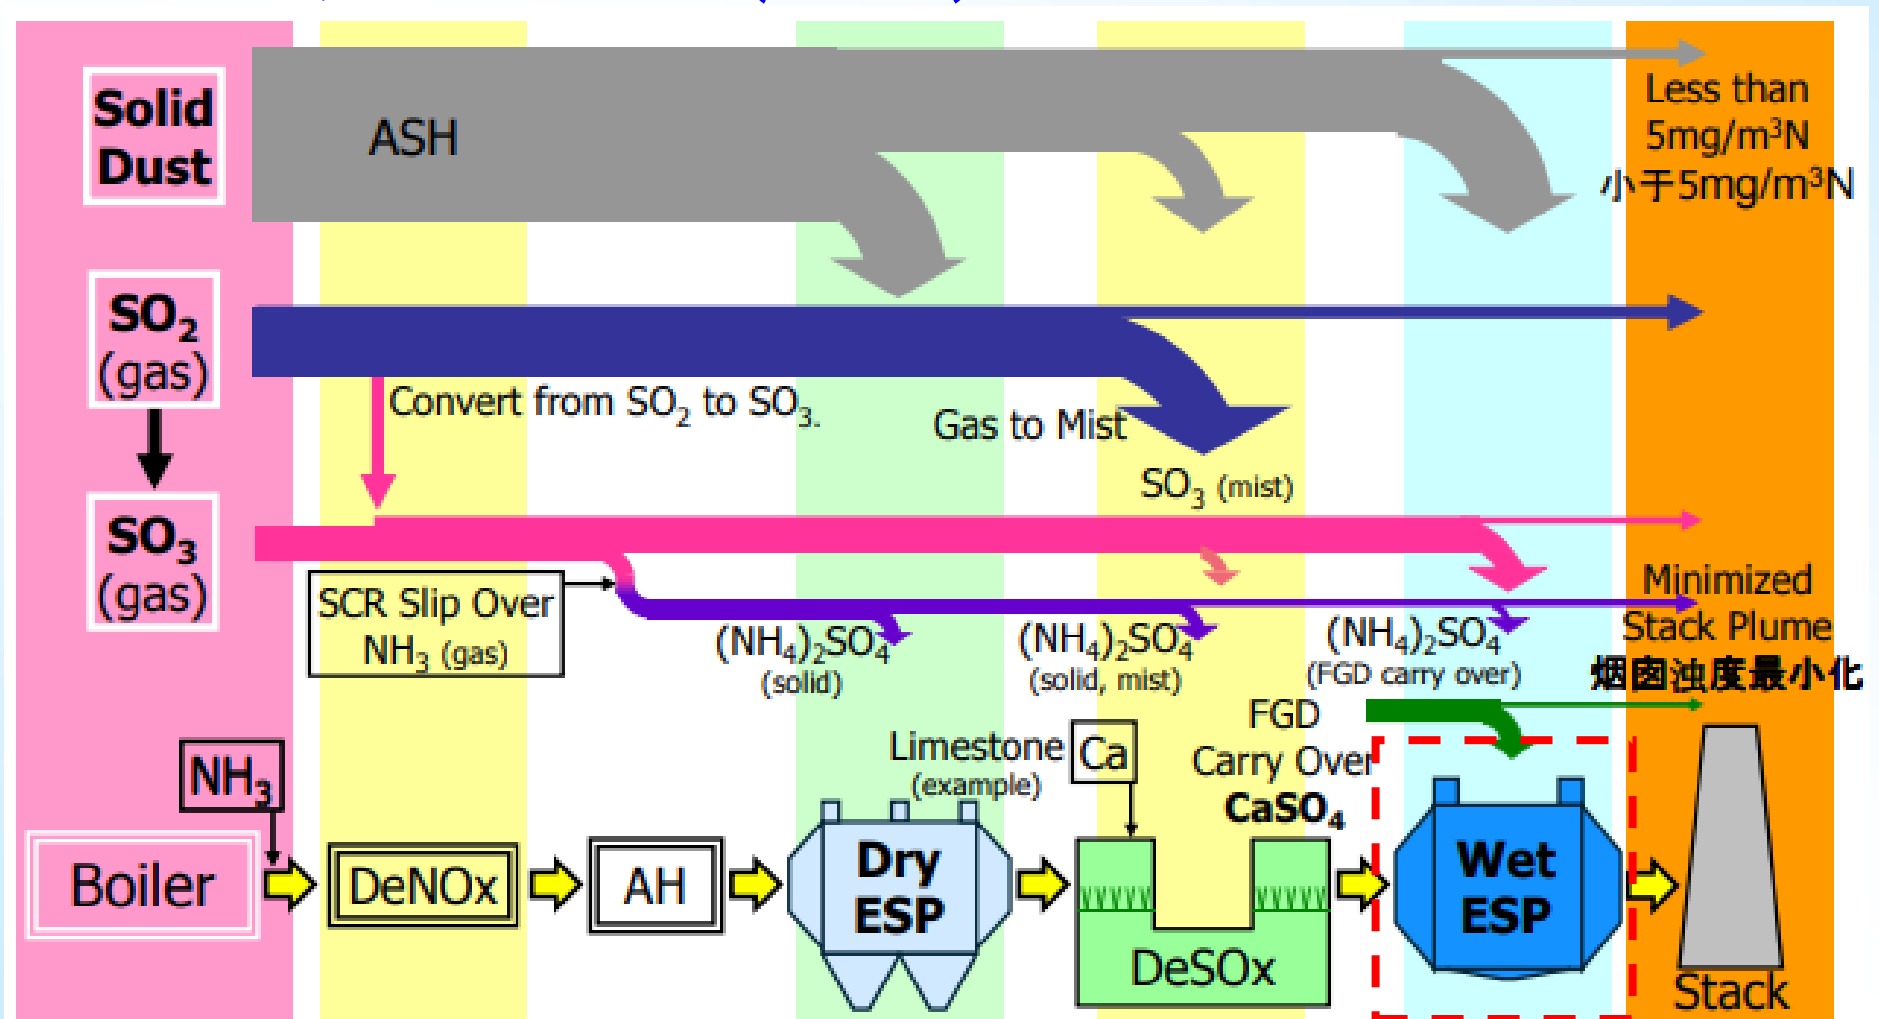 Solid
Dust
ASH
Less than
5mg/m³N
小于5mg/m³N
SO₂
(gas)
Convert from SO₂ to SO₃.
Gas to Mist
SO₃ (mist)
SO₃
(gas)
SCR Slip Over
NH₃ (gas)
(NH₄)₂SO₄
(solid)
(NH₄)₂SO₄
(solid, mist)
(NH₄)₂SO₄
(FGD carry over)
Minimized
Stack Plume
烟囱浊度最小化
NH₃
Limestone
(example)
Ca
FGD
Carry Over
CaSO₄
Boiler
DeNOx
AH
Dry
ESP
DeSOx
Wet
ESP
Stack